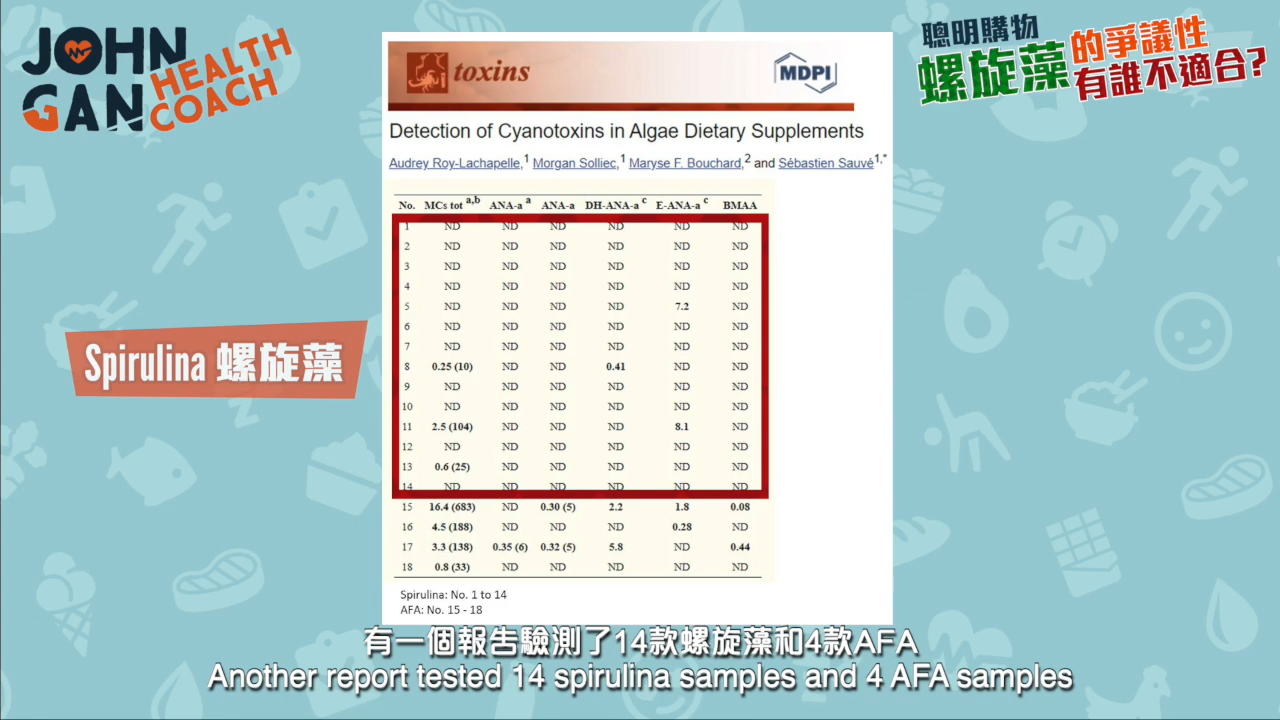 JOHN
GAN
HEALTH
COACH
聰明購物
螺旋藻的爭議性
有誰不適合?
toxins
MDPI
Detection of Cyanotoxins in Algae Dietary Supplements
Audrey Roy-Lachapelle,1 Morgan Solliec,1 Maryse F. Bouchard,2 and Sébastien Sauvé1,*
No. MCs tot a,b ANA-a a ANA-a DH-ANA-a c E-ANA-a c BMAA
1 ND ND ND ND ND ND
2 ND ND ND ND ND ND
3 ND ND ND ND ND ND
4 ND ND ND ND ND ND
5 ND ND ND ND 7.2 ND
6 ND ND ND ND ND ND
7 ND ND ND ND ND ND
8 0.25 (10) ND ND 0.41 ND ND
9 ND ND ND ND ND ND
10 ND ND ND ND ND ND
11 2.5 (104) ND ND ND 8.1 ND
12 ND ND ND ND ND ND
13 0.6 (25) ND ND ND ND ND
14 ND ND ND ND ND ND
15 16.4 (683) ND 0.30 (5) 2.2 1.8 0.08
16 4.5 (188) ND ND ND 0.28 ND
17 3.3 (138) 0.35 (6) 0.32 (5) 5.8 ND 0.44
18 0.8 (33) ND ND ND ND ND
Spirulina: No. 1 to 14
AFA: No. 15 - 18
Spirulina 螺旋藻
有一個報告驗測了14款螺旋藻和4款AFA
Another report tested 14 spirulina samples and 4 AFA samples